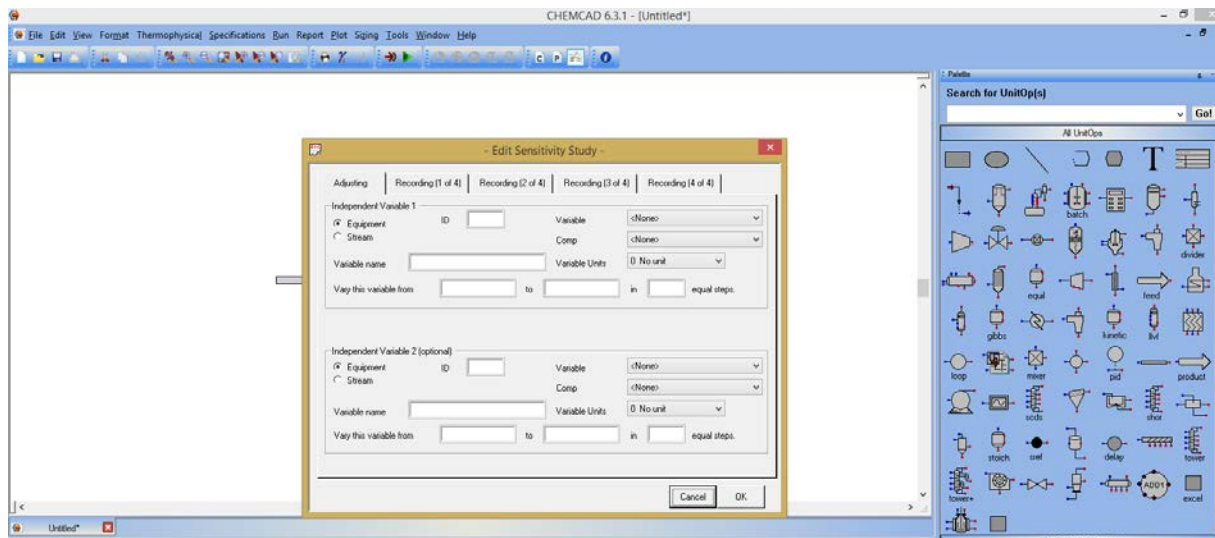 CHEMCAD 6.3.1 - [Untitled*]
File Edit View Format Thermophysical Specifications Run Report Plot Sizing Tools Window Help
C P
Palette
Search for UnitOp(s)
Go!
All UnitOps
T
batch
divider
equil feed
gibbs kinetic llvl
loop mixer pid product
scds shor
stoich sref delay tower
tower+ ADD1 excel
- Edit Sensitivity Study -
Adjusting Recording (1 of 4) Recording (2 of 4) Recording (3 of 4) Recording (4 of 4)
Independent Variable 1
Equipment ID Variable <None>
Stream Comp <None>
Variable name Variable Units 0 No unit
Vary this variable from to in equal steps.
Independent Variable 2 (optional)
Equipment ID Variable <None>
Stream Comp <None>
Variable name Variable Units 0 No unit
Vary this variable from to in equal steps.
Cancel OK
Untitled*